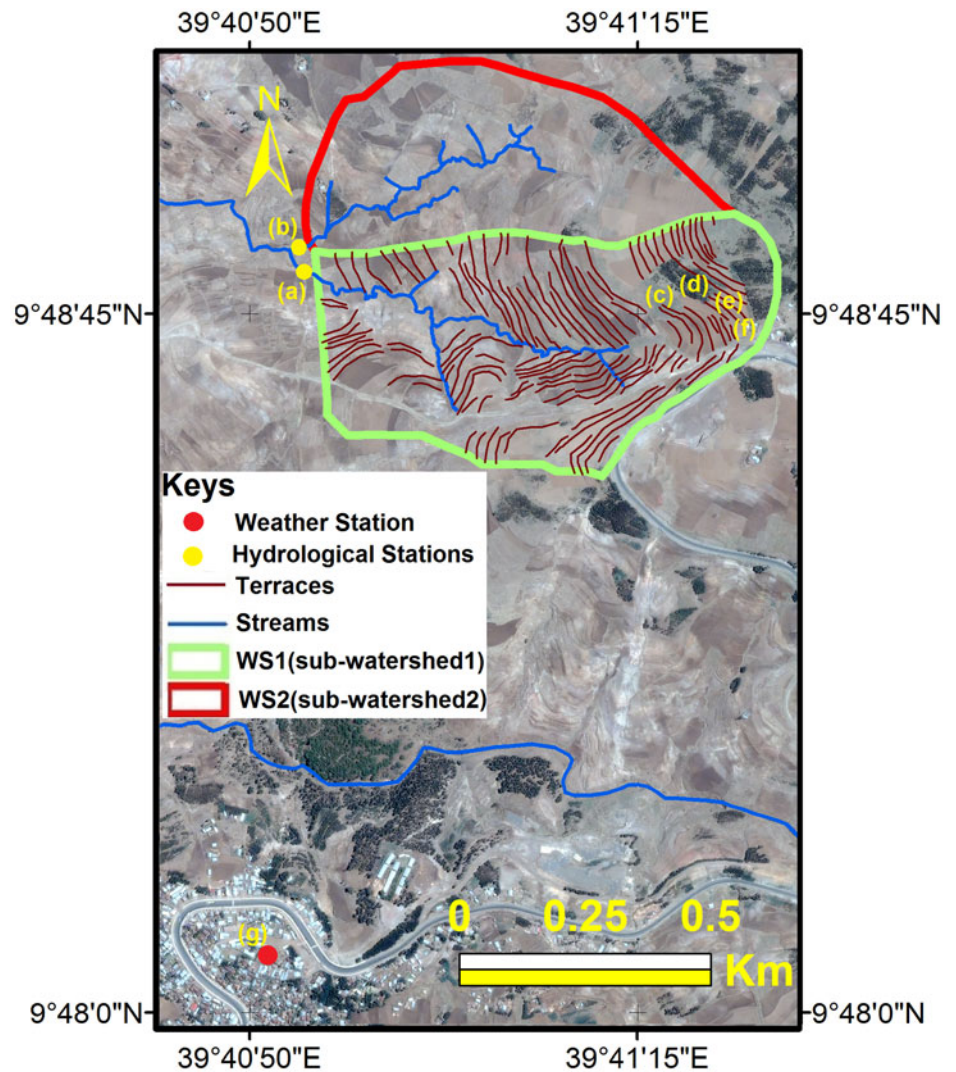 39°40'50"E 39°41'15"E
N
(b)
(a)
(c) (d) (e)
(f)
9°48'45"N 9°48'45"N
Keys
Weather Station
Hydrological Stations
Terraces
Streams
WS1(sub-watershed1)
WS2(sub-watershed2)
0 0.25 0.5
Km
(g)
9°48'0"N 9°48'0"N
39°40'50"E 39°41'15"E